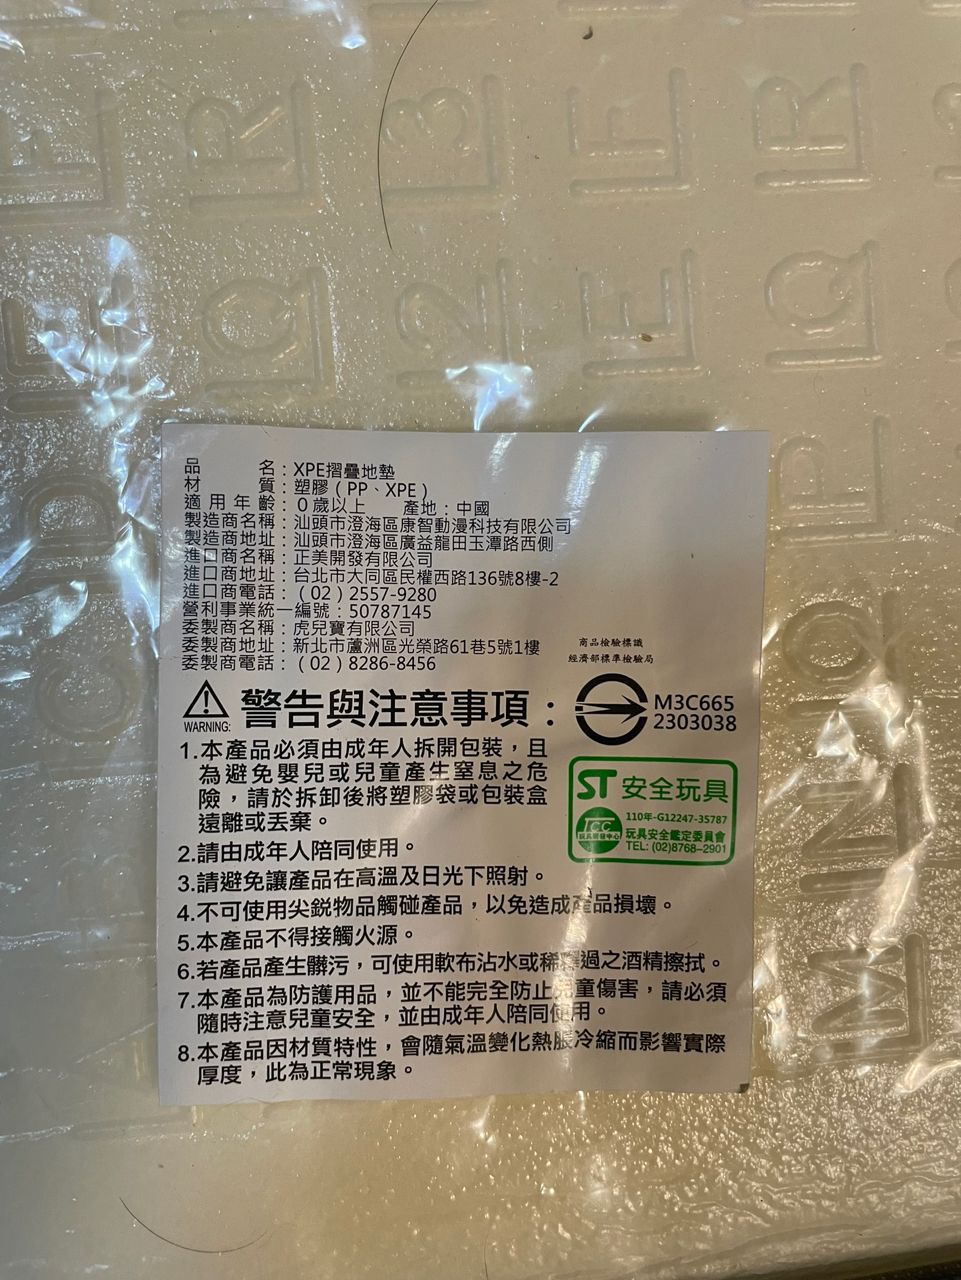 品名：XPE摺疊地墊
材質：塑膠（PP、XPE）
適用年齡：0歲以上 產地：中國
製造商名稱：汕頭市澄海區康智動漫科技有限公司
製造商地址：汕頭市澄海區廣益龍田玉潭路西側
進口商名稱：正美開發有限公司
進口商地址：台北市大同區民權西路136號8樓-2
進口商電話：（02）2557-9280
營利事業統一編號：50787145
委製商名稱：虎兒寶有限公司
委製商地址：新北市蘆洲區光榮路61巷5號1樓
委製商電話：（02）8286-8456
商品檢驗標識
經濟部標準檢驗局
M3C665
2303038
WARNING:
警告與注意事項：
ST 安全玩具
110年-G12247-35787
玩具安全鑑定委員會
TEL: (02)8768-2901
1.本產品必須由成年人拆開包裝，且
為避免嬰兒或兒童產生窒息之危
險，請於拆卸後將塑膠袋或包裝盒
遠離或丟棄。
2.請由成年人陪同使用。
3.請避免讓產品在高溫及日光下照射。
4.不可使用尖銳物品觸碰產品，以免造成產品損壞。
5.本產品不得接觸火源。
6.若產品產生髒污，可使用軟布沾水或稀釋過之酒精擦拭。
7.本產品為防護用品，並不能完全防止兒童傷害，請必須
隨時注意兒童安全，並由成年人陪同使用。
8.本產品因材質特性，會隨氣溫變化熱脹冷縮而影響實際
厚度，此為正常現象。